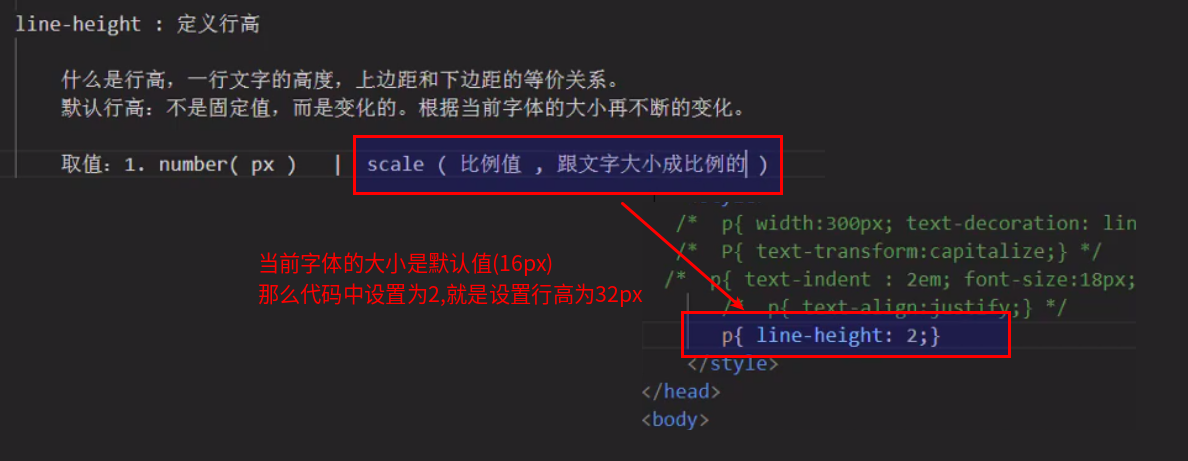 line-height : 定义行高
什么是行高，一行文字的高度，上边距和下边距的等价关系。
默认行高：不是固定值，而是变化的。根据当前字体的大小再不断的变化。
取值：1. number( px ) | scale ( 比例值 , 跟文字大小成比例的 )
/* p{ width:300px; text-decoration: lin
/* P{ text-transform:capitalize;} */
当前字体的大小是默认值(16px)
/* p{ text-indent : 2em; font-size:18px;
那么代码中设置为2,就是设置行高为32px
/* p{ text-align:justify;} */
p{ line-height: 2;}
</style>
</head>
<body>